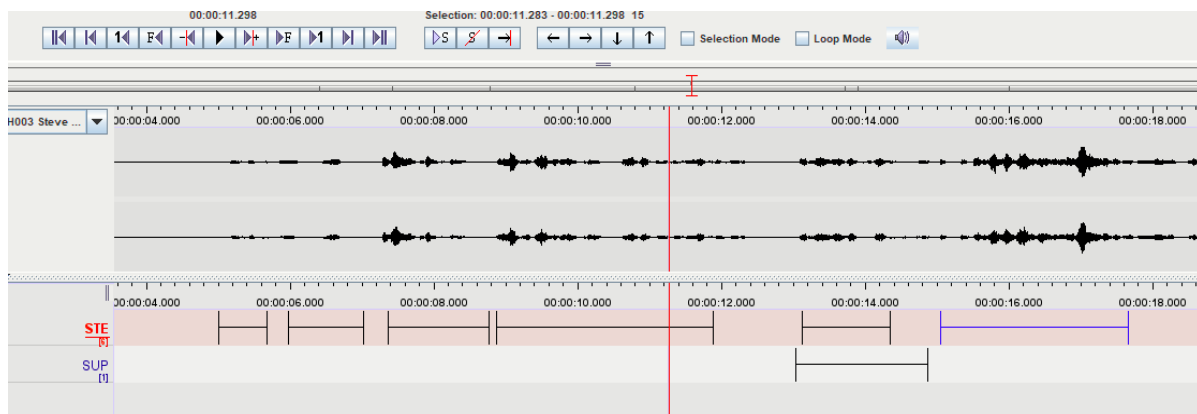 00:00:11.298 Selection: 00:00:11.283 - 00:00:11.298 15
1 F + F 1 S S Selection Mode Loop Mode
H003 Steve ... 00:00:04.000 00:00:06.000 00:00:08.000 00:00:10.000 00:00:12.000 00:00:14.000 00:00:16.000 00:00:18.000
00:00:04.000 00:00:06.000 00:00:08.000 00:00:10.000 00:00:12.000 00:00:14.000 00:00:16.000 00:00:18.000
STE
[6]
SUP
[1]